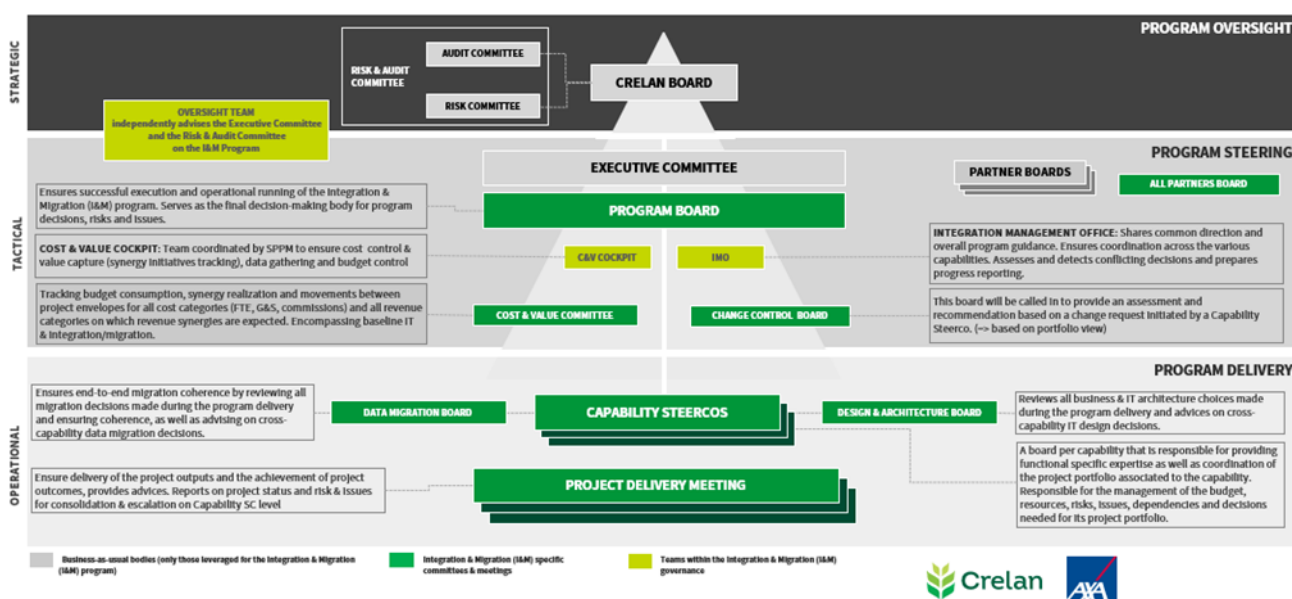 PROGRAM OVERSIGHT
STRATEGIC
RISK & AUDIT
COMMITTEE
AUDIT COMMITTEE
RISK COMMITTEE
CRELAN BOARD
OVERSIGHT TEAM
independently advises the Executive Committee
and the Risk & Audit Committee
on the I&M Program
PROGRAM STEERING
TACTICAL
EXECUTIVE COMMITTEE
PARTNER BOARDS
ALL PARTNERS BOARD
Ensures successful execution and operational running of the Integration &
Migration (I&M) program. Serves as the final decision-making body for program
decisions, risks and issues.
PROGRAM BOARD
COST & VALUE COCKPIT: Team coordinated by SPPM to ensure cost control &
value capture (synergy initiatives tracking), data gathering and budget control
C&V COCKPIT
IMO
INTEGRATION MANAGEMENT OFFICE: Shares common direction and
overall program guidance. Ensures coordination across the various
capabilities. Assesses and detects conflicting decisions and prepares
progress reporting.
Tracking budget consumption, synergy realization and movements between
project envelopes for all cost categories (FTE, G&S, commissions) and all revenue
categories on which revenue synergies are expected. Encompassing baseline IT
& integration/migration.
COST & VALUE COMMITTEE
CHANGE CONTROL BOARD
This board will be called in to provide an assessment and
recommendation based on a change request initiated by a Capability
Steerco. (-> based on portfolio view)
PROGRAM DELIVERY
OPERATIONAL
Ensures end-to-end migration coherence by reviewing all
migration decisions made during the program delivery
and ensuring coherence, as well as advising on cross-
capability data migration decisions.
DATA MIGRATION BOARD
CAPABILITY STEERCOS
DESIGN & ARCHITECTURE BOARD
Reviews all business & IT architecture choices made
during the program delivery and advices on cross-
capability IT design decisions.
Ensure delivery of the project outputs and the achievement of project
outcomes, provides advices. Reports on project status and risk & issues
for consolidation & escalation on Capability SC level
PROJECT DELIVERY MEETING
A board per capability that is responsible for providing
functional specific expertise as well as coordination of
the project portfolio associated to the capability.
Responsible for the management of the budget,
resources, risks, issues, dependencies and decisions
needed for its project portfolio.
Business-as-usual bodies (only those leveraged for the Integration & Migration
(I&M) program)
Integration & Migration (I&M) specific
committees & meetings
Teams within the Integration & Migration (I&M)
governance
Crelan
AXA